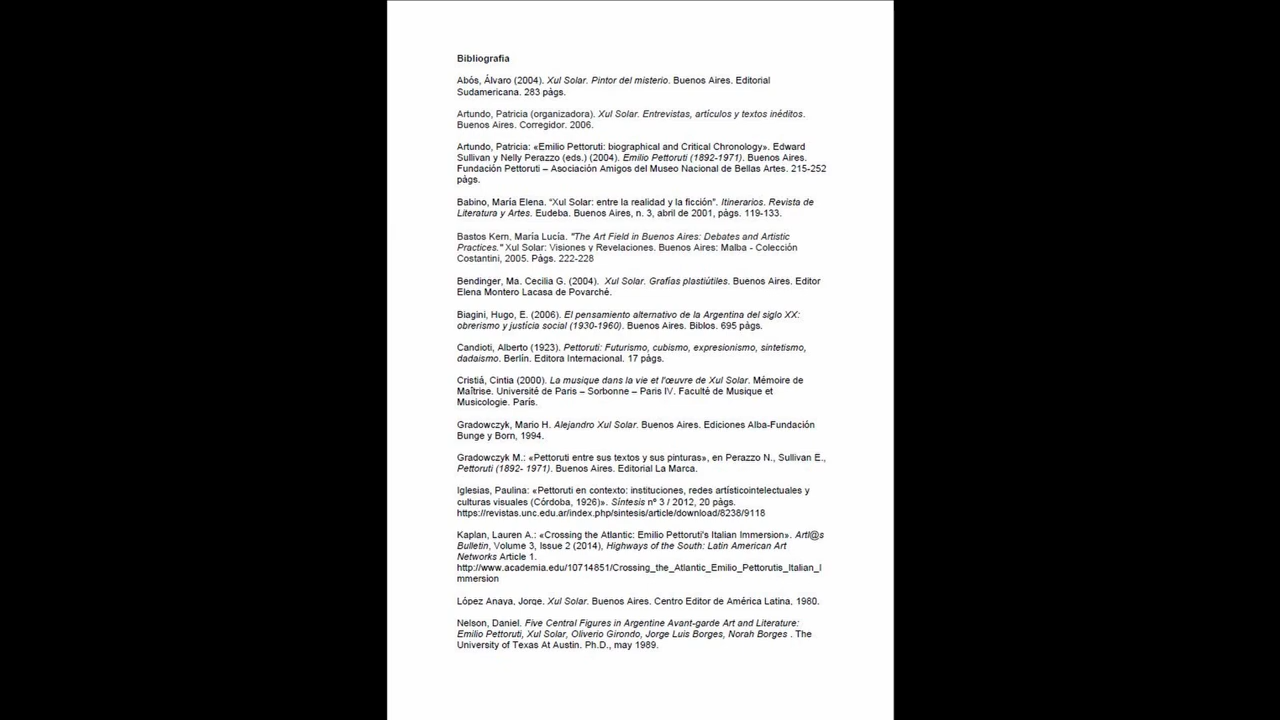 Bibliografía
Abós, Álvaro (2004). Xul Solar. Pintor del misterio. Buenos Aires. Editorial
Sudamericana. 283 pàgs.
Artundo, Patricia (organizadora). Xul Solar. Entrevistas, artículos y textos inéditos.
Buenos Aires. Corregidor. 2006.
Artundo, Patricia: «Emilio Pettoruti: biographical and Critical Chronology». Edward
Sullivan y Nelly Perazzo (eds.) (2004). Emilio Pettoruti (1892-1971). Buenos Aires.
Fundación Pettoruti – Asociación Amigos del Museo Nacional de Bellas Artes. 215-252
pàgs.
Babino, María Elena. “Xul Solar: entre la realidad y la ficción”. Itinerarios. Revista de
Literatura y Artes. Eudeba. Buenos Aires, n. 3, abril de 2001, pàgs. 119-133.
Bastos Kern, María Lucía. "The Art Field in Buenos Aires: Debates and Artistic
Practices." Xul Solar: Visiones y Revelaciones. Buenos Aires: Malba - Colección
Costantini, 2005. Pàgs. 222-228
Bendinger, Ma. Cecilia G. (2004). Xul Solar. Grafías plastiútiles. Buenos Aires. Editor
Elena Montero Lacasa de Povarché.
Biagini, Hugo, E. (2006). El pensamiento alternativo de la Argentina del siglo XX:
obrerismo y justícia social (1930-1960). Buenos Aires. Biblos. 695 pàgs.
Candioti, Alberto (1923). Pettoruti: Futurismo, cubismo, expresionismo, sintetismo,
dadaismo. Berlín. Editora Internacional. 17 pàgs.
Cristiá, Cintia (2000). La musique dans la vie et l'œuvre de Xul Solar. Mémoire de
Maîtrise. Université de Paris – Sorbonne – Paris IV. Faculté de Musique et
Musicologie. París.
Gradowczyk, Mario H. Alejandro Xul Solar. Buenos Aires. Ediciones Alba-Fundación
Bunge y Born, 1994.
Gradowczyk M.: «Pettoruti entre sus textos y sus pinturas», en Perazzo N., Sullivan E.,
Pettoruti (1892- 1971). Buenos Aires. Editorial La Marca.
Iglesias, Paulina: «Pettoruti en contexto: instituciones, redes artísticointelectuales y
culturas visuales (Córdoba, 1926)». Síntesis nº 3 / 2012, 20 pàgs.
https://revistas.unc.edu.ar/index.php/sintesis/article/download/8238/9118
Kaplan, Lauren A.: «Crossing the Atlantic: Emilio Pettoruti's Italian Immersion». Artl@s
Bulletin, Volume 3, Issue 2 (2014), Highways of the South: Latin American Art
Networks Article 1.
http://www.academia.edu/10714851/Crossing_the_Atlantic_Emilio_Pettorutis_Italian_I
mmersion
López Anaya, Jorge. Xul Solar. Buenos Aires. Centro Editor de América Latina, 1980.
Nelson, Daniel. Five Central Figures in Argentine Avant-garde Art and Literature:
Emilio Pettoruti, Xul Solar, Oliverio Girondo, Jorge Luis Borges, Norah Borges . The
University of Texas At Austin. Ph.D., may 1989.